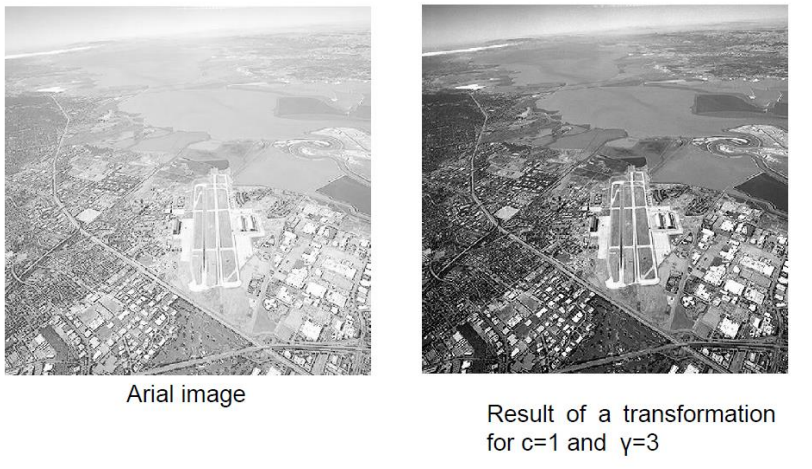 Arial image
Result of a transformation
for c=1 and γ=3